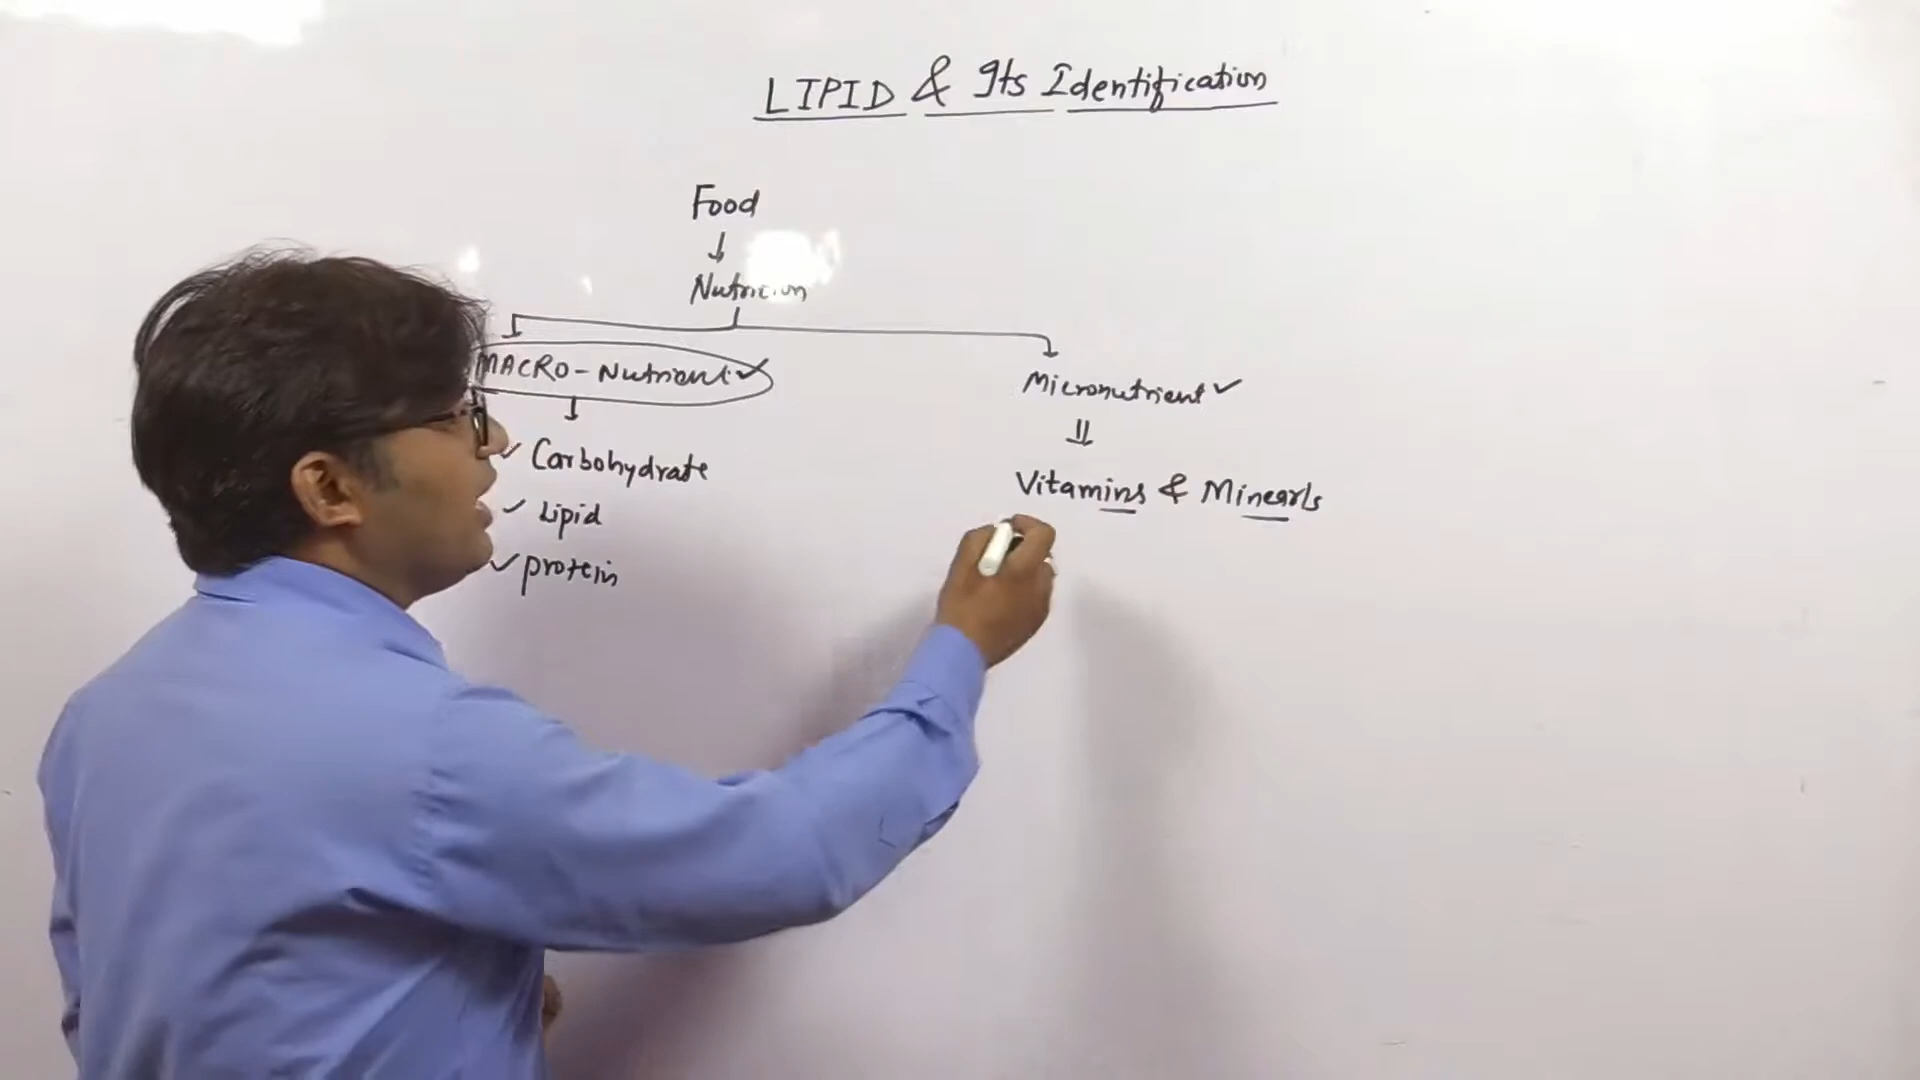 LIPID & Its Identification
Food
Nutrition
MACRO-Nutrient
Micronutrient
Carbohydrate
Lipid
protein
Vitamins & Minearls